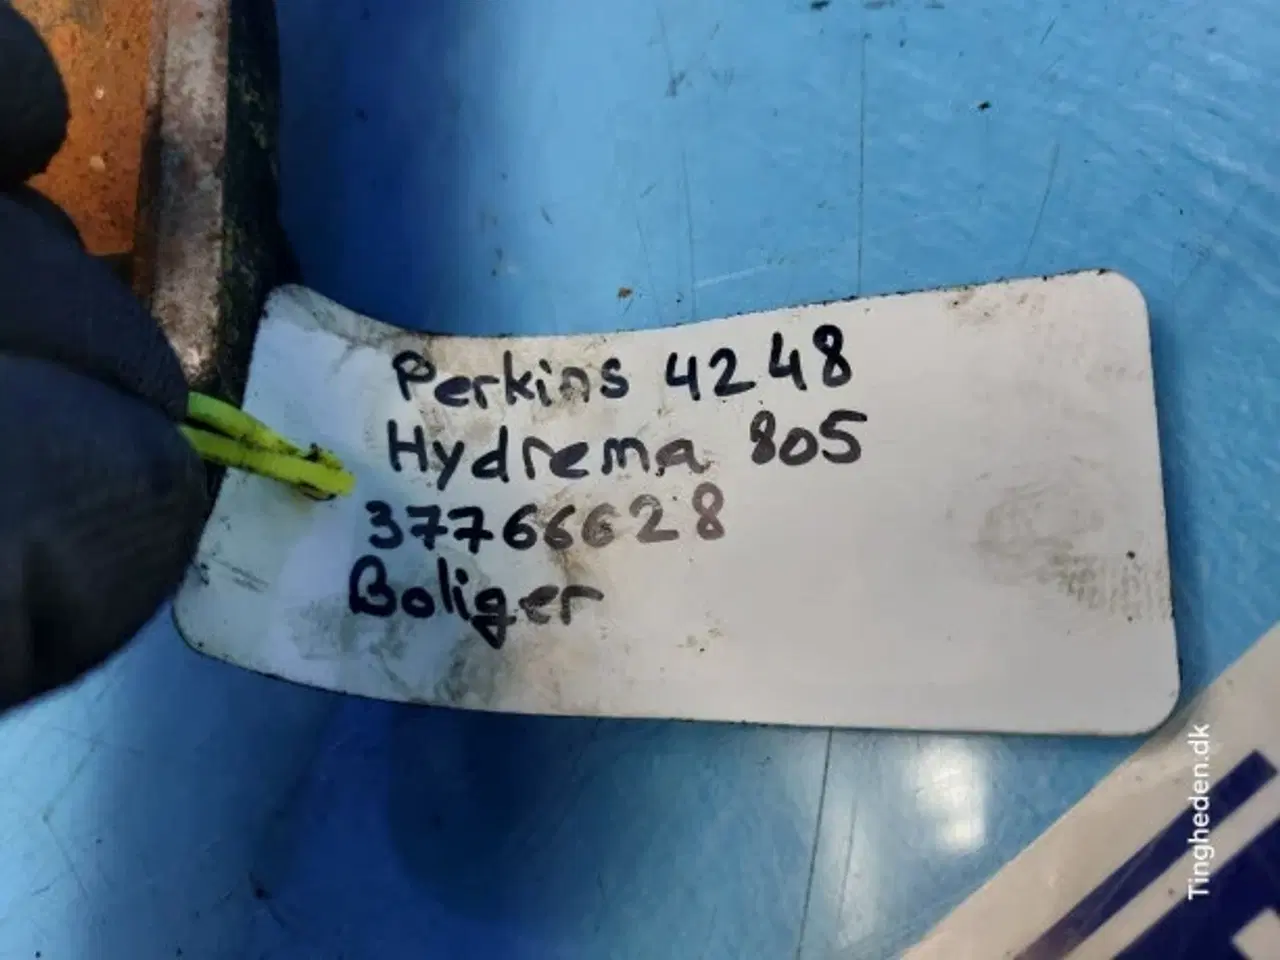 Perkins 4248
Hydrema 805
37766628
Boliger
Tingheden.dk